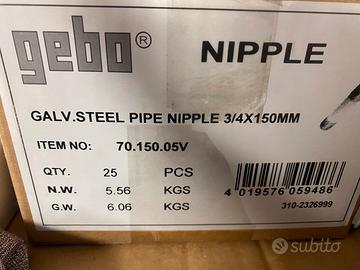 gebo® NIPPLE
GALV.STEEL PIPE NIPPLE 3/4X150MM
ITEM NO: 70.150.05V
QTY. 25 PCS
N.W. 5.56 KGS
G.W. 6.06 KGS
4 019576 059486
310-2326999
subito